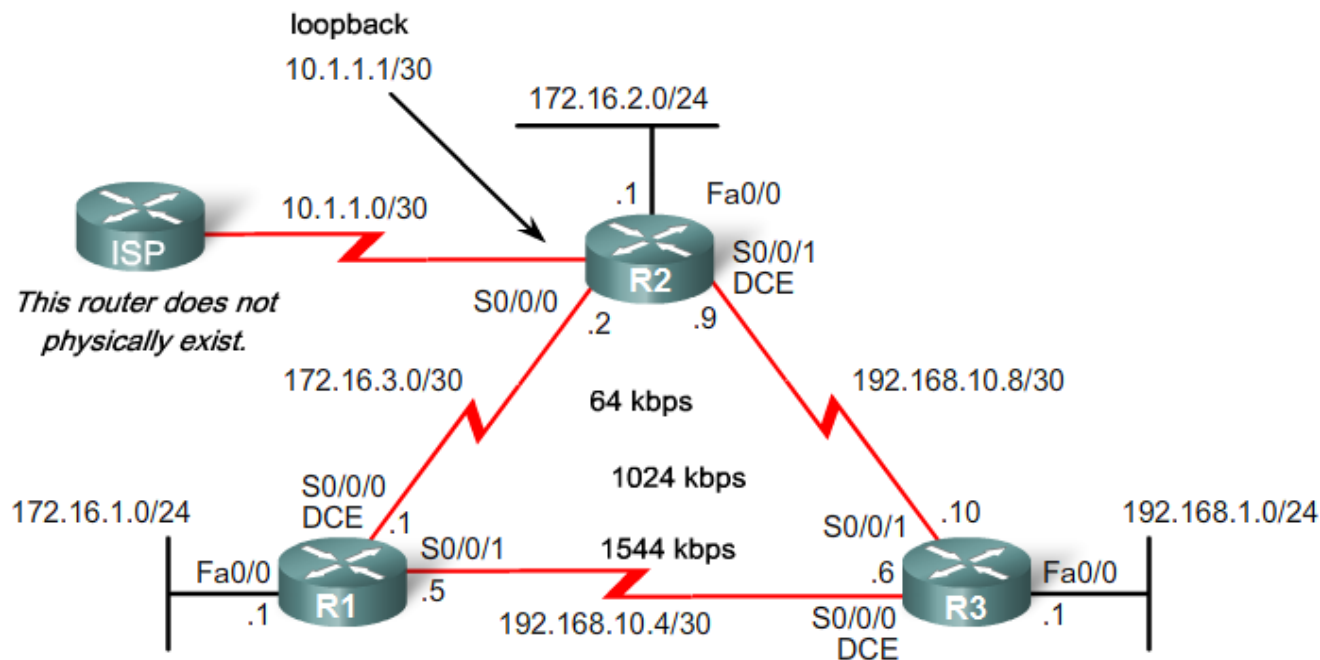 loopback
10.1.1.1/30
172.16.2.0/24
10.1.1.0/30
.1
Fa0/0
ISP
R2
S0/0/1
DCE
This router does not
physically exist.
S0/0/0
.2
.9
172.16.3.0/30
64 kbps
192.168.10.8/30
1024 kbps
172.16.1.0/24
S0/0/0
DCE
.1
S0/0/1
.10
192.168.1.0/24
S0/0/1
1544 kbps
Fa0/0
.1
R1
.5
192.168.10.4/30
.6
S0/0/0
DCE
R3
Fa0/0
.1